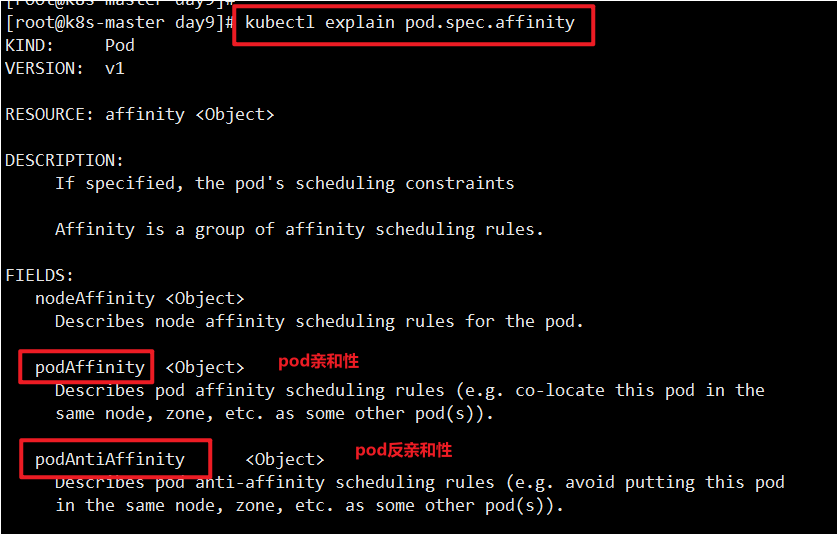 [root@k8s-master day9]#
[root@k8s-master day9]# kubectl explain pod.spec.affinity
KIND:     Pod
VERSION:  v1
RESOURCE: affinity <Object>
DESCRIPTION:
If specified, the pod's scheduling constraints
Affinity is a group of affinity scheduling rules.
FIELDS:
nodeAffinity <Object>
Describes node affinity scheduling rules for the pod.
podAffinity  <Object> pod亲和性
Describes pod affinity scheduling rules (e.g. co-locate this pod in the
same node, zone, etc. as some other pod(s)).
podAntiAffinity      <Object> pod反亲和性
Describes pod anti-affinity scheduling rules (e.g. avoid putting this pod
in the same node, zone, etc. as some other pod(s)).